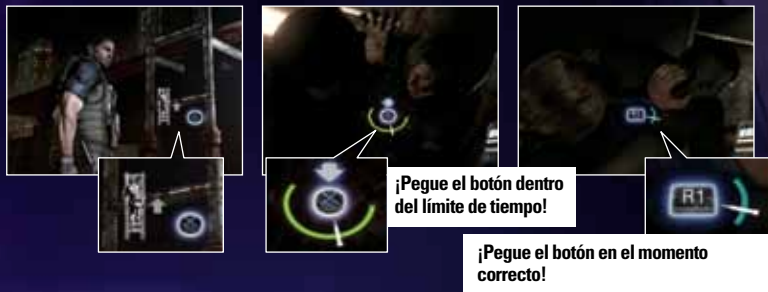 ¡Pegue el botón dentro
del límite de tiempo!
R1
¡Pegue el botón en el momento
correcto!